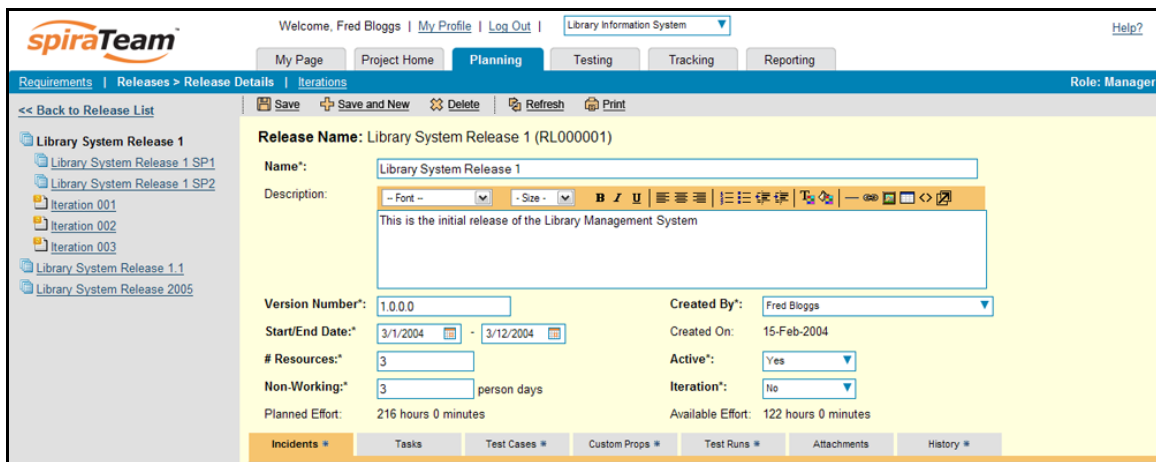 spiraTeam
Welcome, Fred Bloggs | My Profile | Log Out | Library Information System
Help?
My Page Project Home Planning Testing Tracking Reporting
Requirements | Releases > Release Details | Iterations
Role: Manager
<< Back to Release List
Library System Release 1
Library System Release 1 SP1
Library System Release 1 SP2
Iteration 001
Iteration 002
Iteration 003
Library System Release 1.1
Library System Release 2005
Save Save and New Delete Refresh Print
Release Name: Library System Release 1 (RL000001)
Name*: Library System Release 1
Description: -- Font -- - Size - B I U
This is the initial release of the Library Management System
Version Number*: 1.0.0.0 Created By*: Fred Bloggs
Start/End Date:* 3/1/2004 - 3/12/2004 Created On: 15-Feb-2004
# Resources:* 3 Active*: Yes
Non-Working:* 3 person days Iteration*: No
Planned Effort: 216 hours 0 minutes Available Effort: 122 hours 0 minutes
Incidents Tasks Test Cases Custom Props Test Runs Attachments History